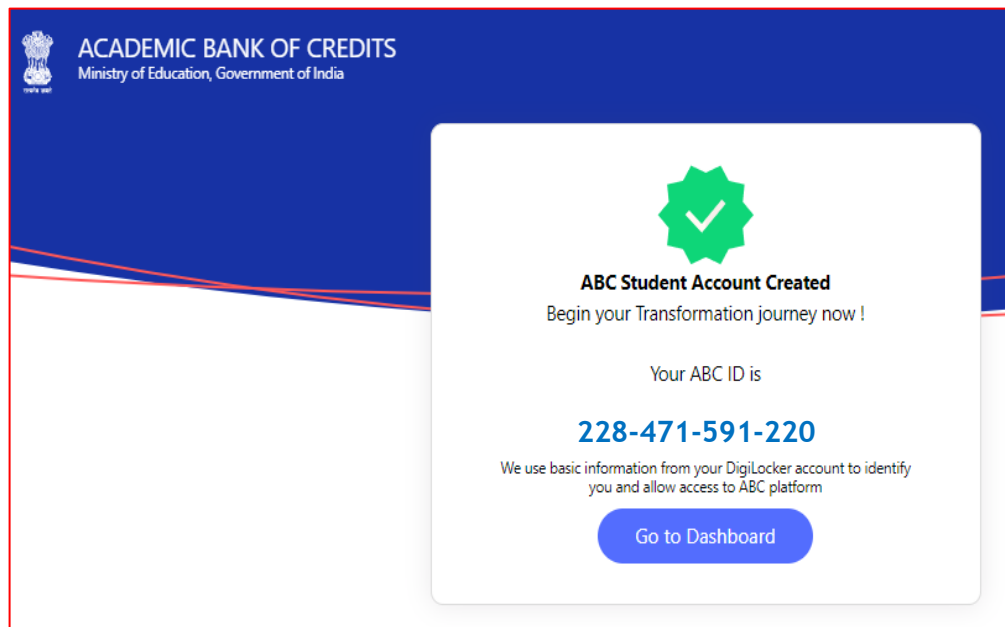 ACADEMIC BANK OF CREDITS
Ministry of Education, Government of India
ABC Student Account Created
Begin your Transformation journey now !
Your ABC ID is
228-471-591-220
We use basic information from your DigiLocker account to identify
you and allow access to ABC platform
Go to Dashboard